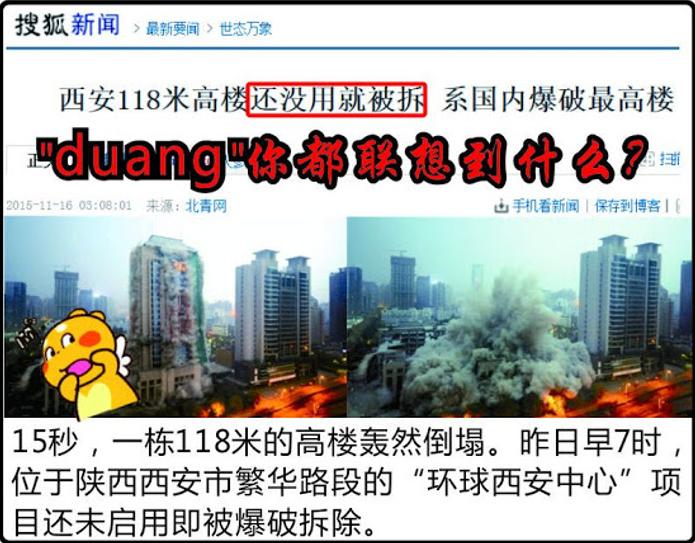 搜狐新闻 > 最新要闻 > 世态万象
西安118米高楼还没用就被拆 系国内爆破最高楼
"duang"你都联想到什么?
2015-11-16 03:08:01 来源:北青网 手机看新闻 | 保存到博客 |
15秒，一栋118米的高楼轰然倒塌。昨日早7时，
位于陕西西安市繁华路段的“环球西安中心”项
目还未启用即被爆破拆除。